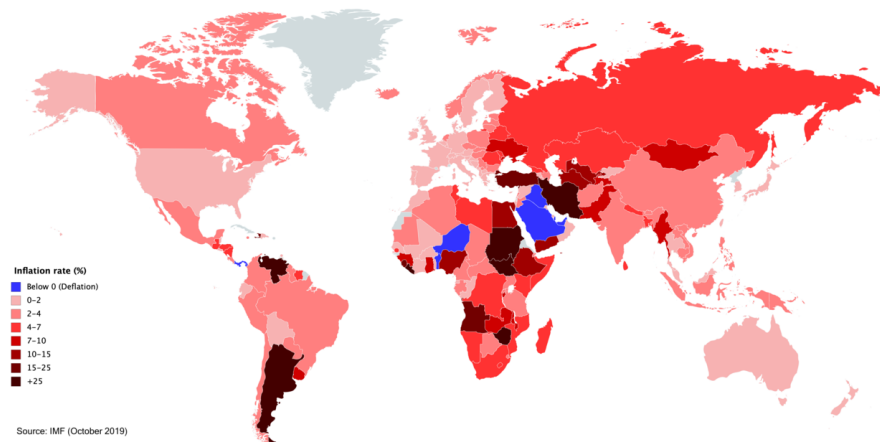 Inflation rate (%)
Below 0 (Deflation)
0–2
2–4
4–7
7–10
10–15
15–25
+25
Source: IMF (October 2019)